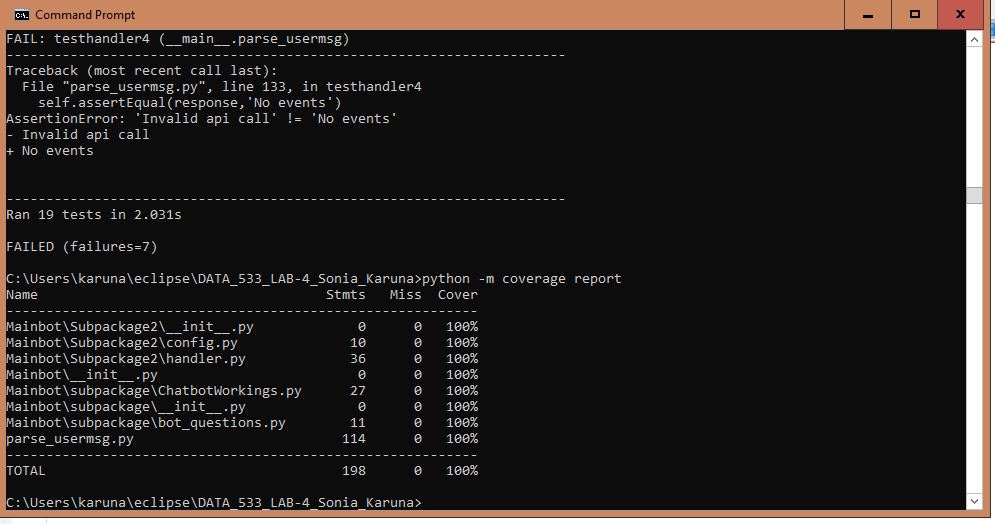 Command Prompt
FAIL: testhandler4 (__main__.parse_usermsg)
----------------------------------------------------------------------
Traceback (most recent call last):
  File "parse_usermsg.py", line 133, in testhandler4
    self.assertEqual(response,'No events')
AssertionError: 'Invalid api call' != 'No events'
- Invalid api call
+ No events
----------------------------------------------------------------------
Ran 19 tests in 2.031s
FAILED (failures=7)
C:\Users\karuna\eclipse\DATA_533_LAB-4_Sonia_Karuna>python -m coverage report
Name                                    Stmts   Miss  Cover
-----------------------------------------------------------
Mainbot\Subpackage2\__init__.py             0      0   100%
Mainbot\Subpackage2\config.py              10      0   100%
Mainbot\Subpackage2\handler.py             36      0   100%
Mainbot\__init__.py                         0      0   100%
Mainbot\subpackage\ChatbotWorkings.py      27      0   100%
Mainbot\subpackage\__init__.py              0      0   100%
Mainbot\subpackage\bot_questions.py        11      0   100%
parse_usermsg.py                          114      0   100%
-----------------------------------------------------------
TOTAL                                     198      0   100%
C:\Users\karuna\eclipse\DATA_533_LAB-4_Sonia_Karuna>